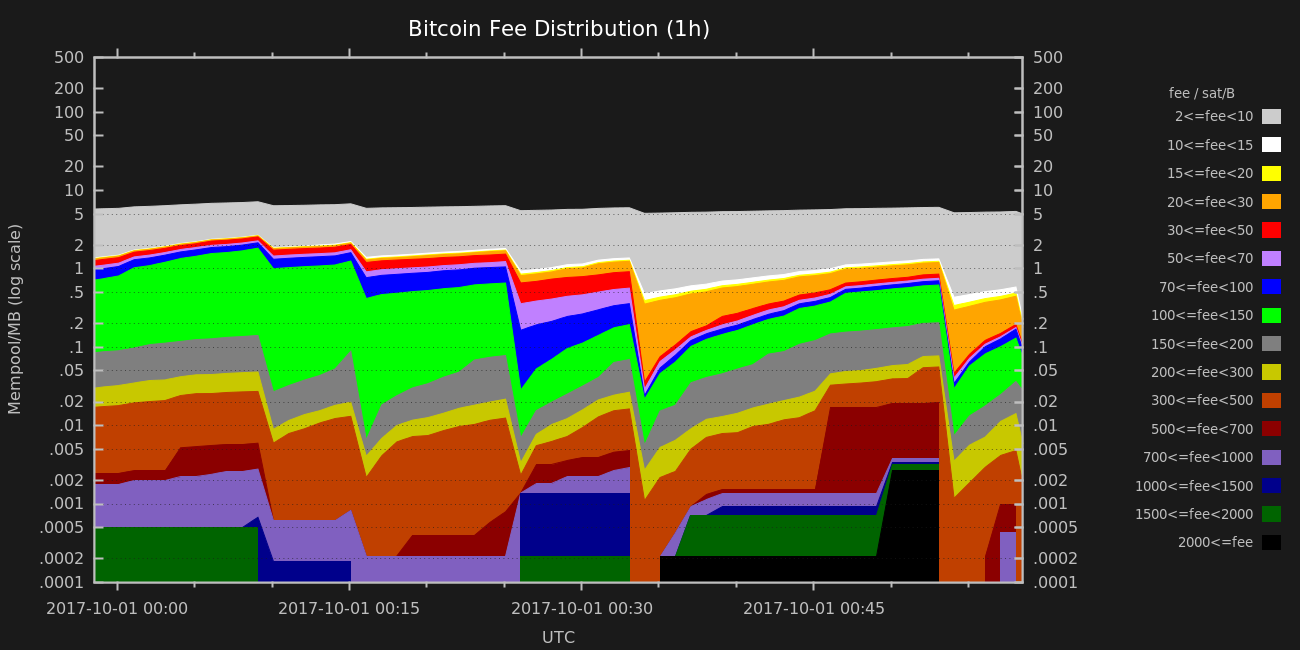 Bitcoin Fee Distribution (1h)
500 500
200 200
100 100
50 50
20 20
10 10
5 5
2 2
1 1
.5 .5
.2 .2
.1 .1
.05 .05
.02 .02
.01 .01
.005 .005
.002 .002
.001 .001
.0005 .0005
.0002 .0002
.0001 .0001
Mempool/MB (log scale)
2017-10-01 00:00 2017-10-01 00:15 2017-10-01 00:30 2017-10-01 00:45
UTC
fee / sat/B
2<=fee<10
10<=fee<15
15<=fee<20
20<=fee<30
30<=fee<50
50<=fee<70
70<=fee<100
100<=fee<150
150<=fee<200
200<=fee<300
300<=fee<500
500<=fee<700
700<=fee<1000
1000<=fee<1500
1500<=fee<2000
2000<=fee